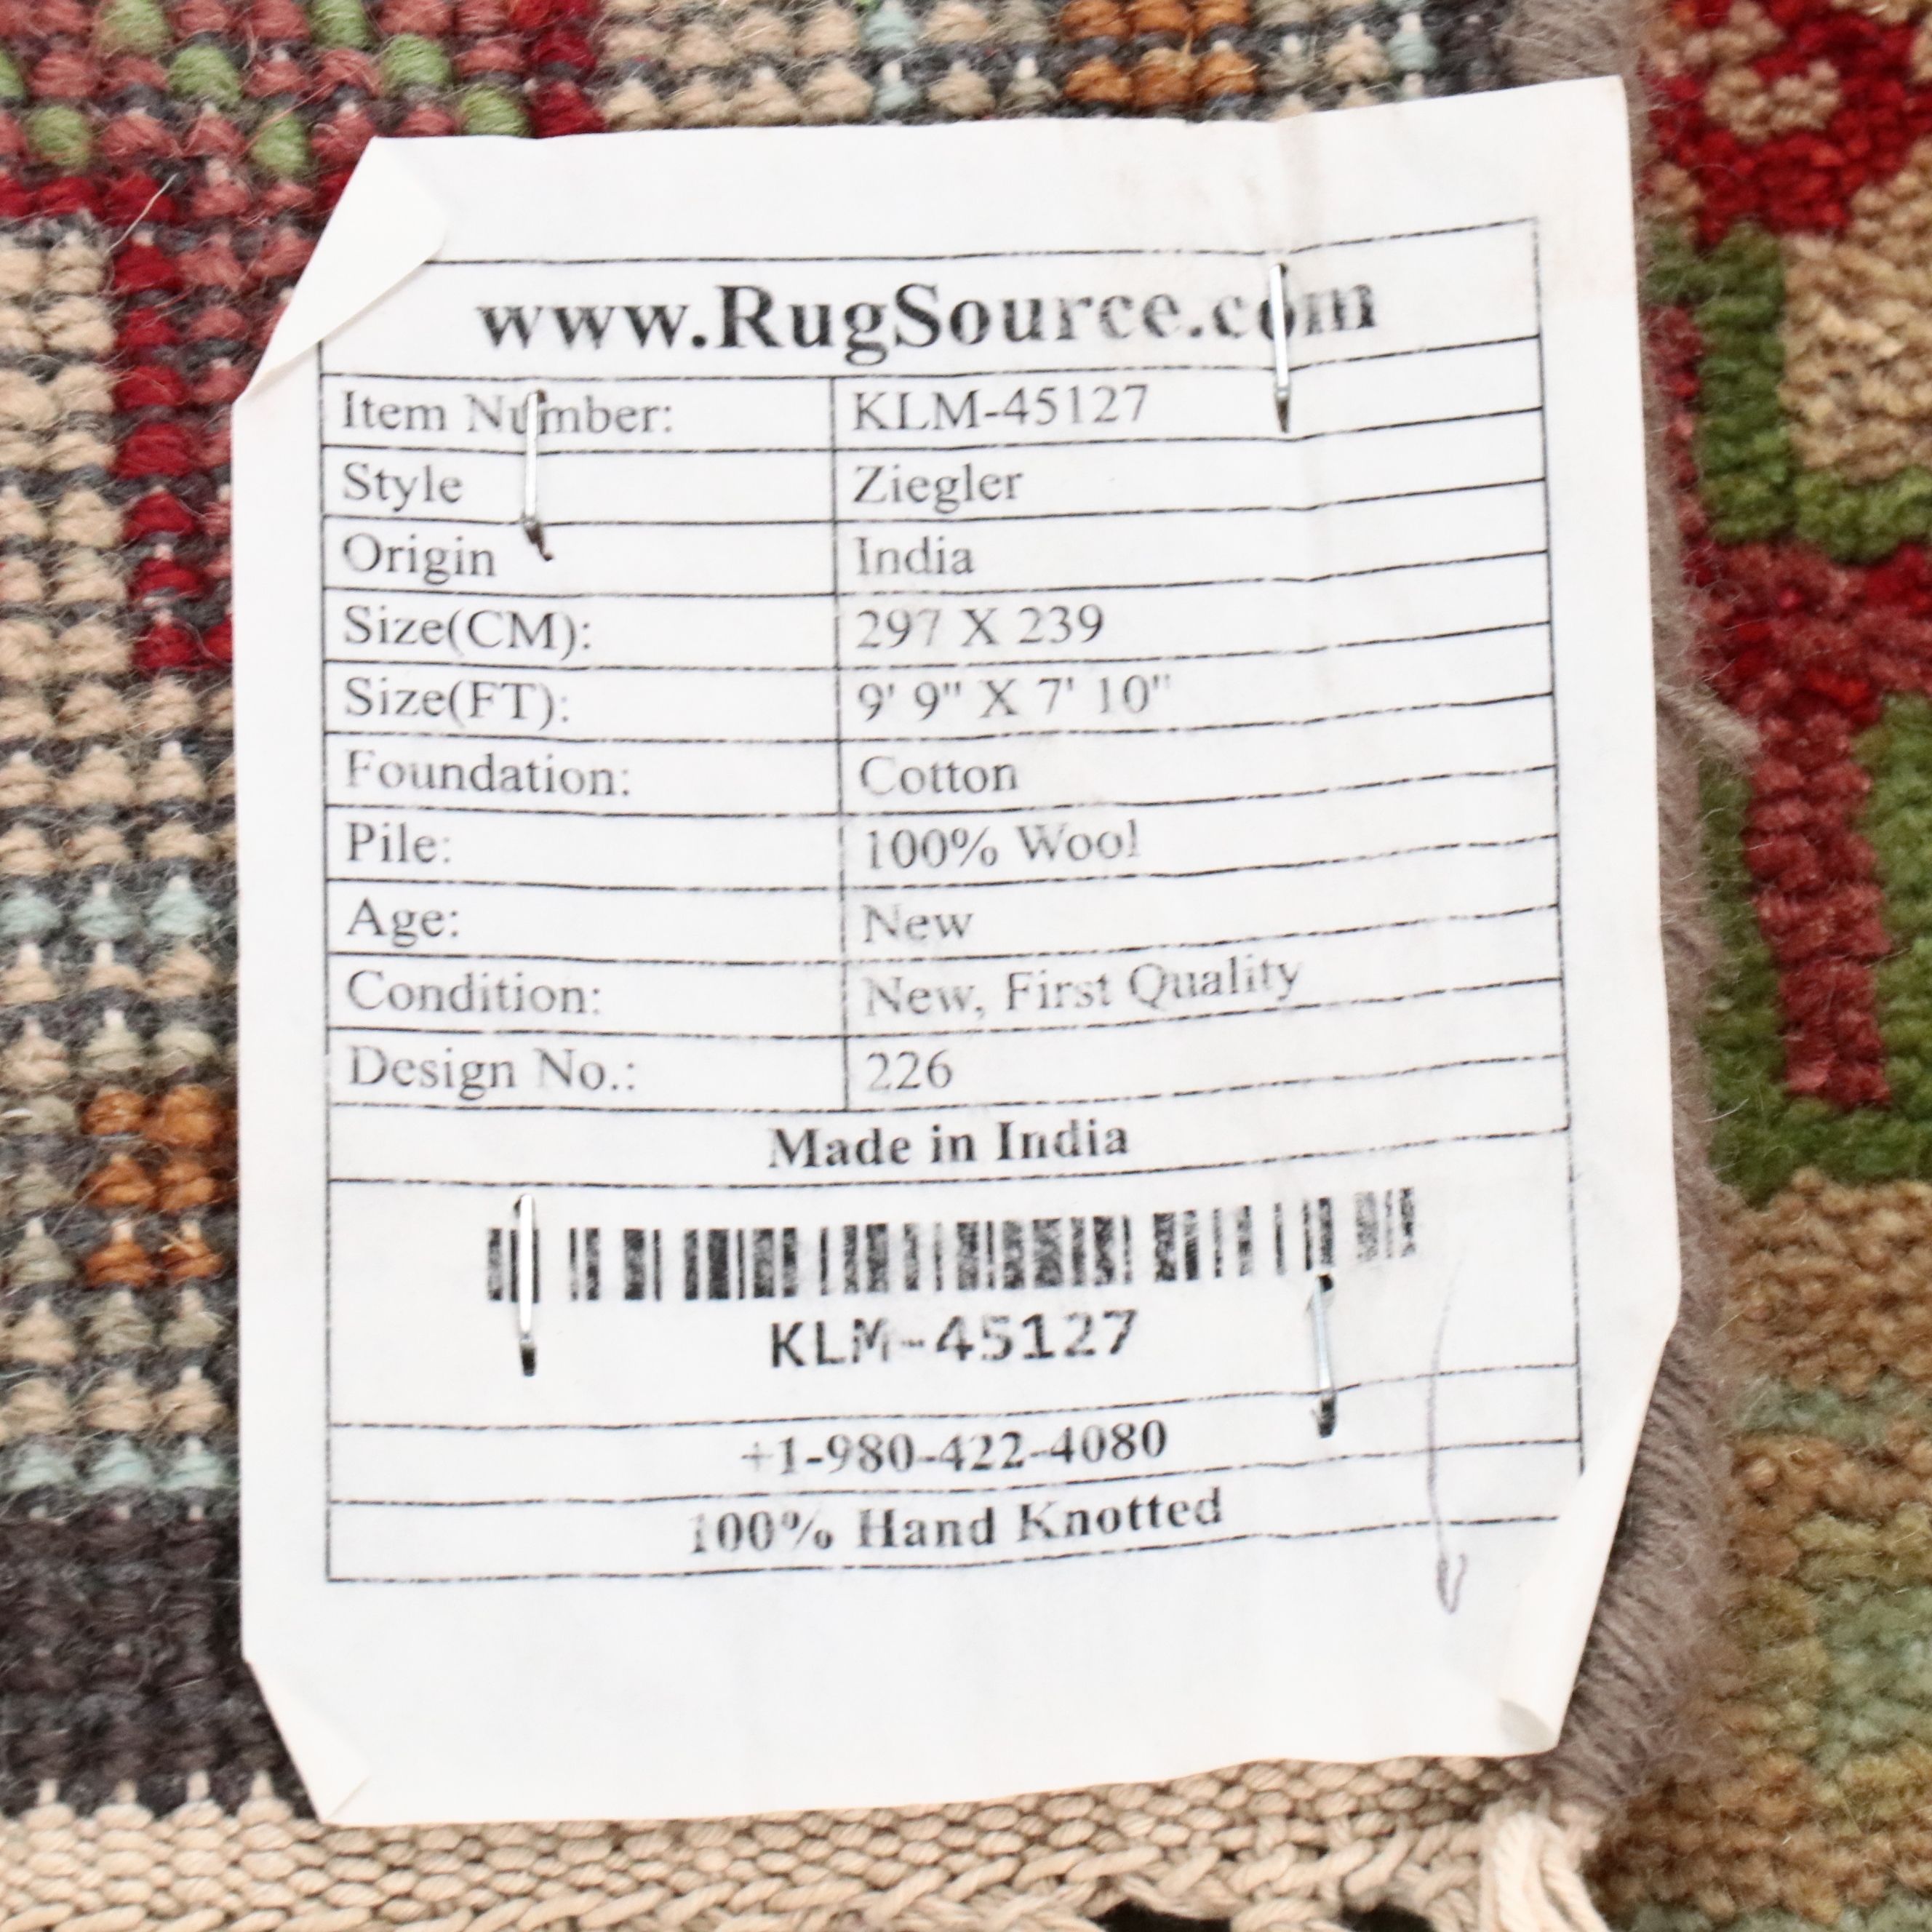 www.RugSource.com
Item Number: KLM-45127
Style Ziegler
Origin India
Size(CM): 297 X 239
Size(FT): 9' 9" X 7' 10"
Foundation: Cotton
Pile: 100% Wool
Age: New
Condition: New, First Quality
Design No.: 226
Made in India
KLM-45127
+1-980-422-4080
100% Hand Knotted